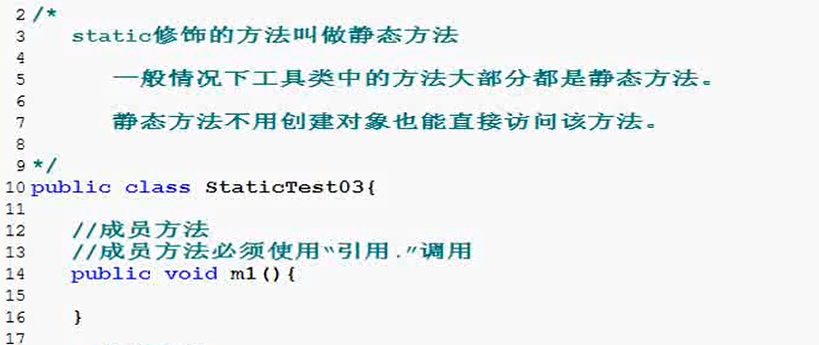 2 /*
3 static修饰的方法叫做静态方法
4
5 一般情况下工具类中的方法大部分都是静态方法。
6
7 静态方法不用创建对象也能直接访问该方法。
8
9 */
10 public class StaticTest03{
11
12 //成员方法
13 //成员方法必须使用“引用.”调用
14 public void m1(){
15
16 }
17